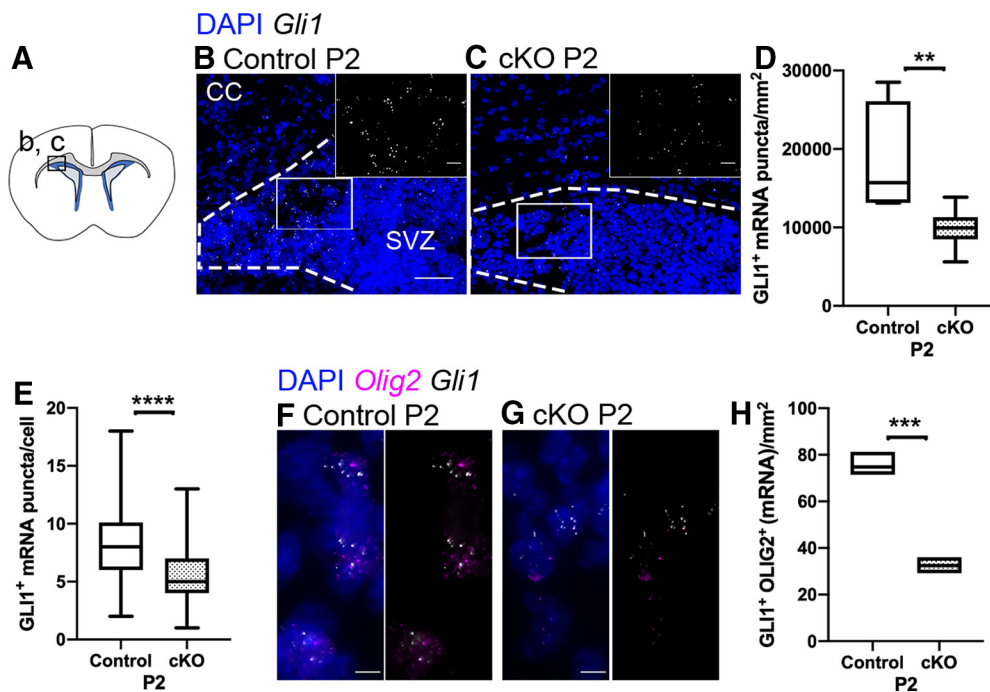 DAPI Gli1
A
B Control P2
C cKO P2
D
b, c
CC
SVZ
**
GLI1+ mRNA puncta/mm²
30000
20000
10000
0
Control cKO
P2
E
****
GLI1+ mRNA puncta/cell
20
15
10
5
0
Control cKO
P2
DAPI Olig2 Gli1
F Control P2
G cKO P2
H
***
GLI1+ OLIG2+ (mRNA)/mm²
100
80
60
40
20
0
Control cKO
P2